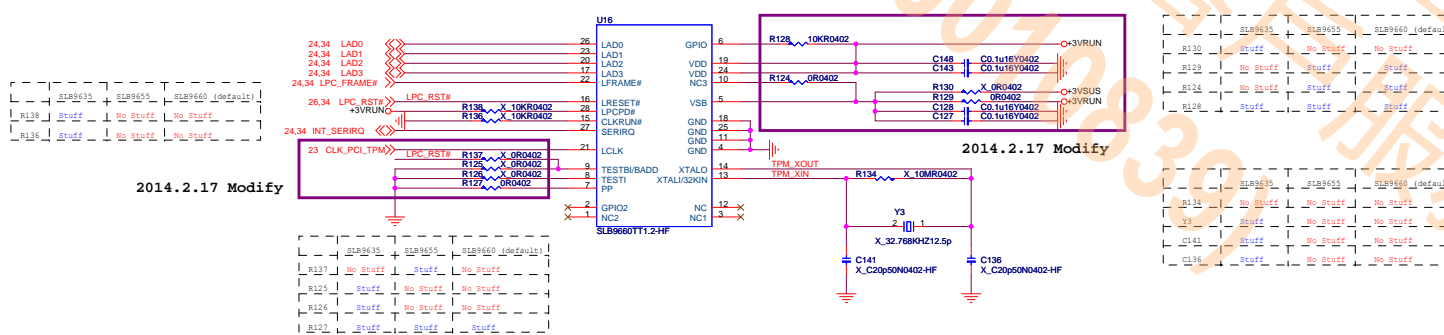 U16
SLB9660TT1.2-HF
24,34 LAD0
24,34 LAD1
24,34 LAD2
24,34 LAD3
24,34 LPC_FRAME#
26,34 LPC_RST#
LPC_RST#
+3VRUN
R138 X_10KR0402
R136 X_10KR0402
24,34 INT_SERIRQ
23 CLK_PCI_TPM
LPC_RST#
R137 X_0R0402
R125 X_0R0402
R126 X_0R0402
R127 0R0402
2014.2.17 Modify
26 LAD0
23 LAD1
20 LAD2
17 LAD3
22 LFRAME#
16 LRESET#
28 LPCPD#
15 CLKRUN#
27 SERIRQ
21 LCLK
9 TESTBI/BADD
8 TESTI
7 PP
2 GPIO2
1 NC2
GPIO 6
VDD 19
VDD 24
NC3 10
VSB 5
GND 18
GND 25
GND 11
GND 4
XTALO 14
XTALI/32KIN 13
NC 12
NC1 3
R128 10KR0402
+3VRUN
C148 C0.1u16Y0402
C143 C0.1u16Y0402
R124 0R0402
R130 X_0R0402
+3VSUS
R129 0R0402
+3VRUN
C128 C0.1u16Y0402
C127 C0.1u16Y0402
2014.2.17 Modify
TPM_XOUT
TPM_XIN
R134 X_10MR0402
Y3
2 1
X_32.768KHZ12.5p
C141
X_C20p50N0402-HF
C136
X_C20p50N0402-HF
SLB9635 SLB9655 SLB9660 (default)
R138 Stuff No Stuff No Stuff
R136 Stuff No Stuff No Stuff
SLB9635 SLB9655 SLB9660 (default)
R137 No Stuff Stuff No Stuff
R125 Stuff No Stuff No Stuff
R126 Stuff No Stuff No Stuff
R127 Stuff Stuff Stuff
SLB9635 SLB9655 SLB9660 (defaul
R130 Stuff No Stuff No Stuff
R129 No Stuff Stuff Stuff
R124 No Stuff Stuff Stuff
R128 Stuff Stuff Stuff
SLB9635 SLB9655 SLB9660 (defaul
R134 Stuff No Stuff No Stuff
Y3 Stuff No Stuff No Stuff
C141 Stuff No Stuff No Stuff
C136 Stuff No Stuff No Stuff